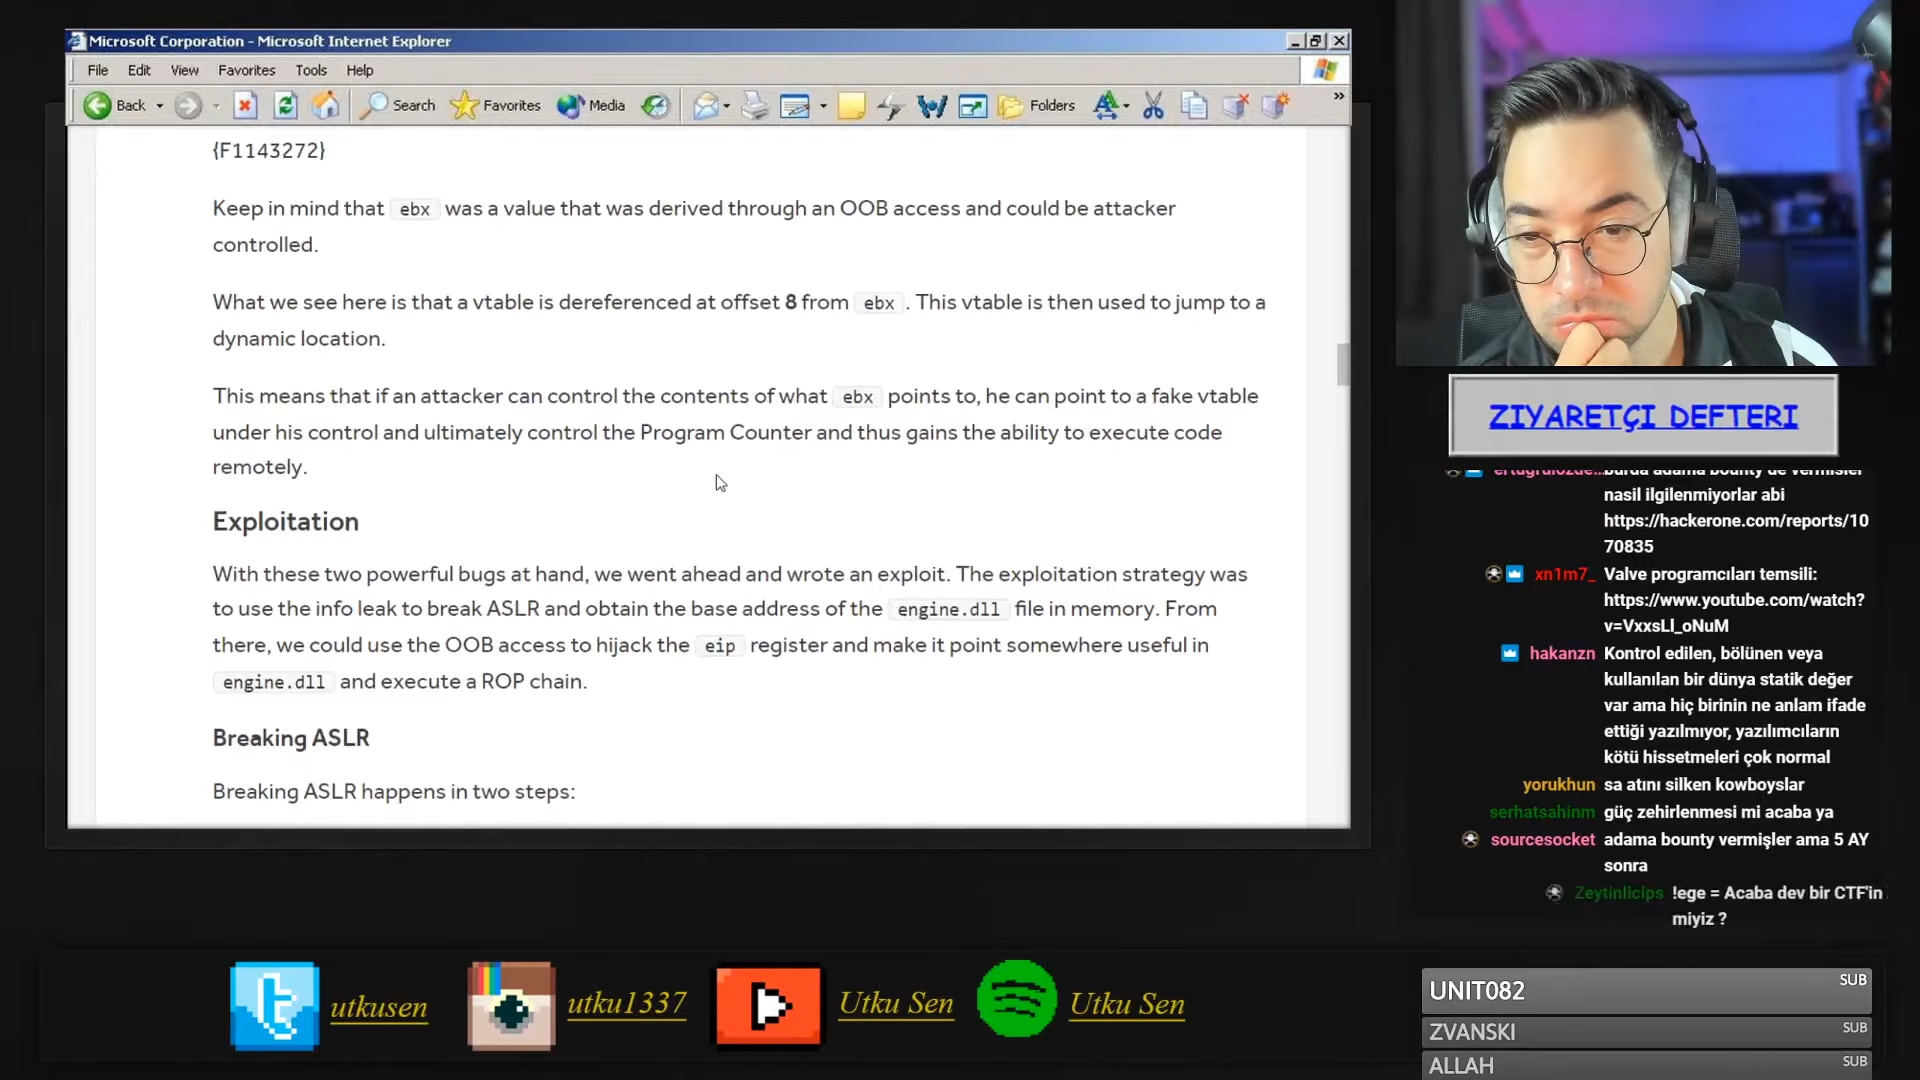 Microsoft Corporation - Microsoft Internet Explorer
File Edit View Favorites Tools Help
Back Search Favorites Media Folders »
{F1143272}
Keep in mind that ebx was a value that was derived through an OOB access and could be attacker
controlled.
What we see here is that a vtable is dereferenced at offset 8 from ebx . This vtable is then used to jump to a
dynamic location.
This means that if an attacker can control the contents of what ebx points to, he can point to a fake vtable
under his control and ultimately control the Program Counter and thus gains the ability to execute code
remotely.
Exploitation
With these two powerful bugs at hand, we went ahead and wrote an exploit. The exploitation strategy was
to use the info leak to break ASLR and obtain the base address of the engine.dll file in memory. From
there, we could use the OOB access to hijack the eip register and make it point somewhere useful in
engine.dll and execute a ROP chain.
Breaking ASLR
Breaking ASLR happens in two steps:
ZIYARETÇI DEFTERI
burda adama bounty de vermisler
nasil ilgilenmiyorlar abi
https://hackerone.com/reports/10
70835
xn1m7_ Valve programcıları temsili:
https://www.youtube.com/watch?
v=VxxsLl_oNuM
hakanzn Kontrol edilen, bölünen veya
kullanılan bir dünya statik değer
var ama hiç birinin ne anlam ifade
ettiği yazılmıyor, yazılımcıların
kötü hissetmeleri çok normal
yorukhun sa atını silken kowboyslar
serhatsahinm güç zehirlenmesi mi acaba ya
sourcesocket adama bounty vermişler ama 5 AY
sonra
Zeytinlicips !ege = Acaba dev bir CTF'in
miyiz ?
utkusen utku1337 Utku Sen Utku Sen
UNIT082 SUB
ZVANSKI SUB
ALLAH SUB